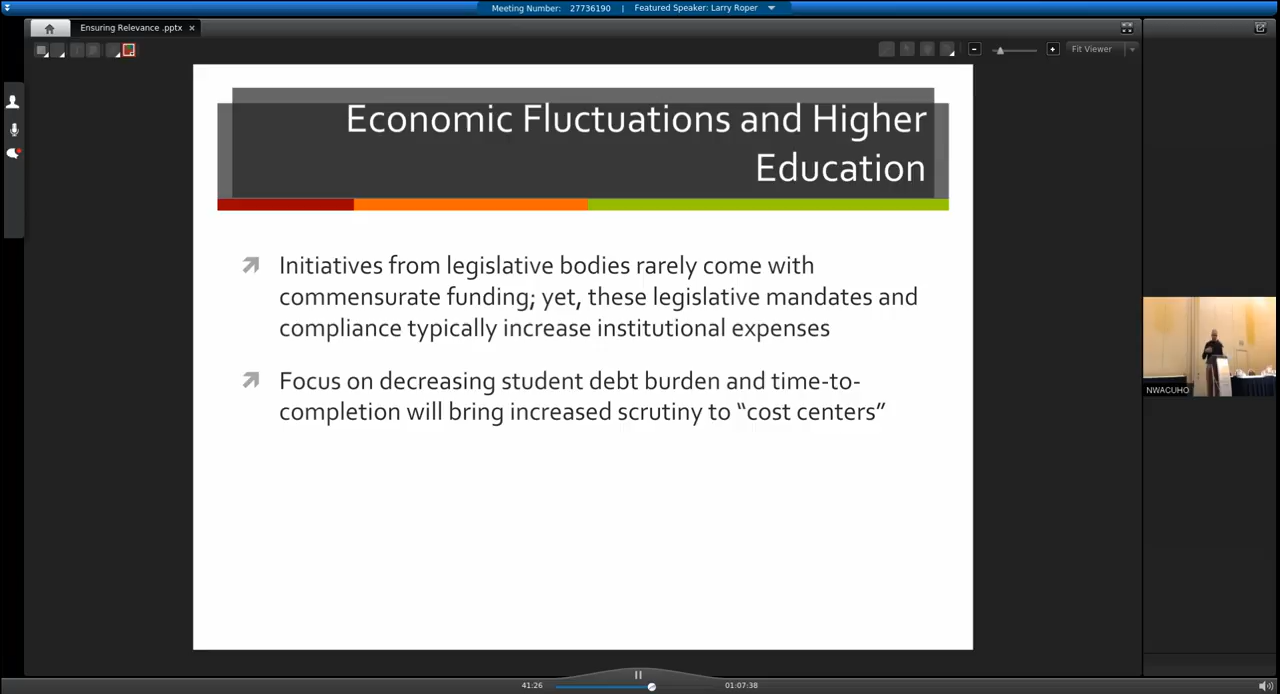 Meeting Number: 27736190 | Featured Speaker: Larry Roper
Ensuring Relevance .pptx
Fit Viewer
Economic Fluctuations and Higher
Education
Initiatives from legislative bodies rarely come with
commensurate funding; yet, these legislative mandates and
compliance typically increase institutional expenses
Focus on decreasing student debt burden and time-to-
completion will bring increased scrutiny to “cost centers”
NWACUHO
41:26
01:07:38